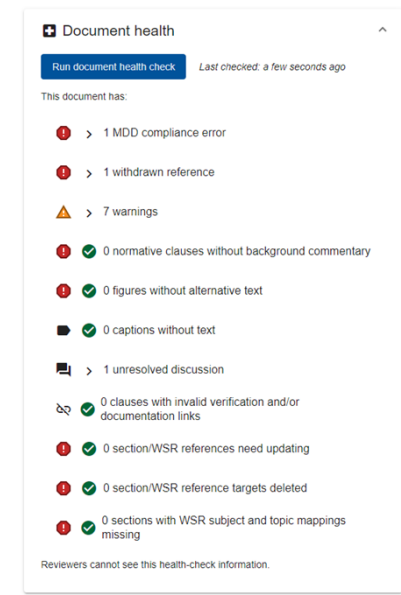 Document health
Run document health check
Last checked: a few seconds ago
This document has:
1 MDD compliance error
1 withdrawn reference
7 warnings
0 normative clauses without background commentary
0 figures without alternative text
0 captions without text
1 unresolved discussion
0 clauses with invalid verification and/or
documentation links
0 section/WSR references need updating
0 section/WSR reference targets deleted
0 sections with WSR subject and topic mappings
missing
Reviewers cannot see this health-check information.